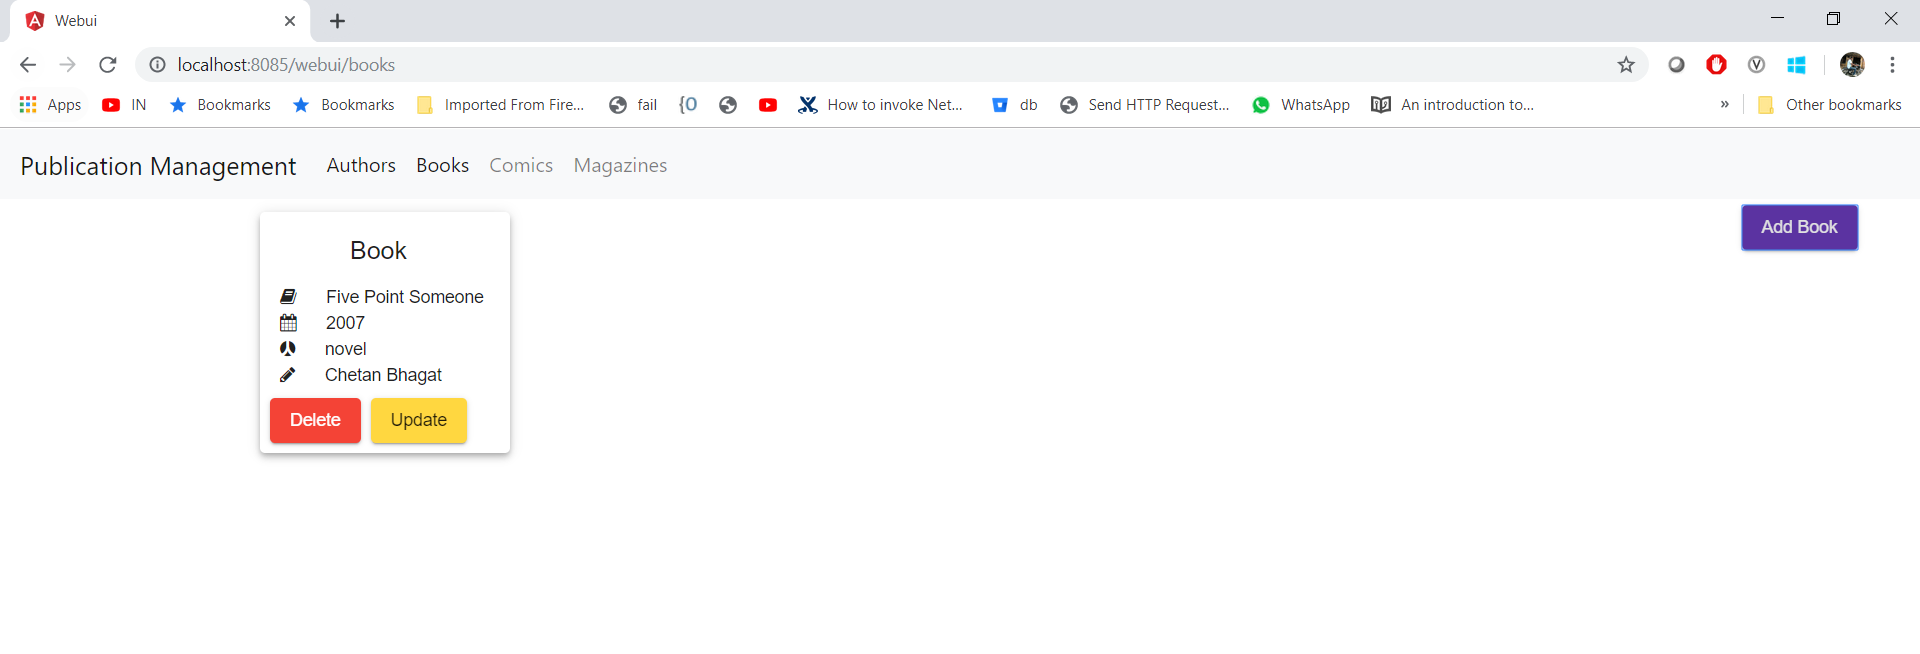 Webui
localhost:8085/webui/books
Apps IN Bookmarks Bookmarks Imported From Fire... fail {O How to invoke Net... db Send HTTP Request... WhatsApp An introduction to... » Other bookmarks
Publication Management Authors Books Comics Magazines
Add Book
Book
Five Point Someone
2007
novel
Chetan Bhagat
Delete Update